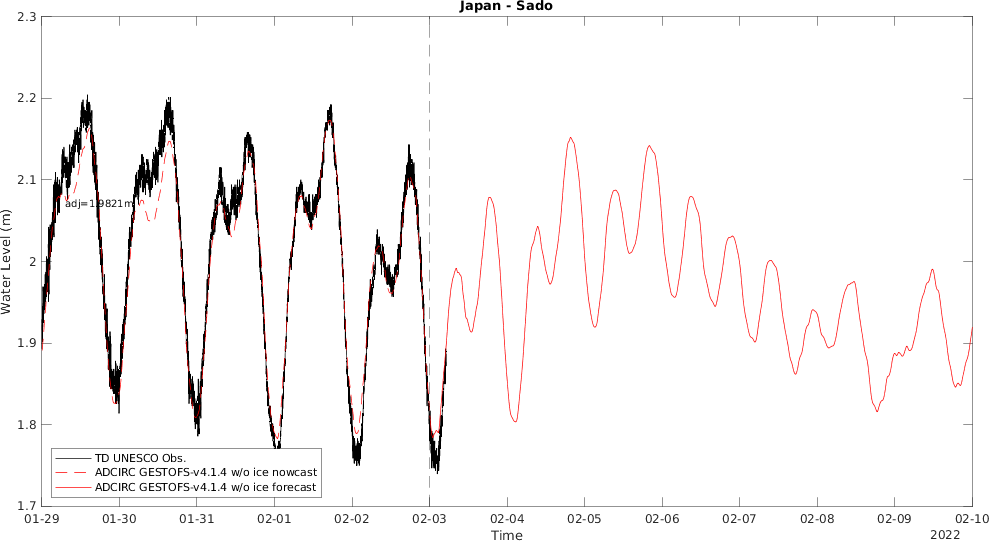 Japan - Sado
2.3
2.2
2.1
2
1.9
1.8
1.7
Water Level (m)
adj=1.9821m
TD UNESCO Obs.
ADCIRC GESTOFS-v4.1.4 w/o ice nowcast
ADCIRC GESTOFS-v4.1.4 w/o ice forecast
01-29 01-30 01-31 02-01 02-02 02-03 02-04 02-05 02-06 02-07 02-08 02-09 02-10
Time
2022